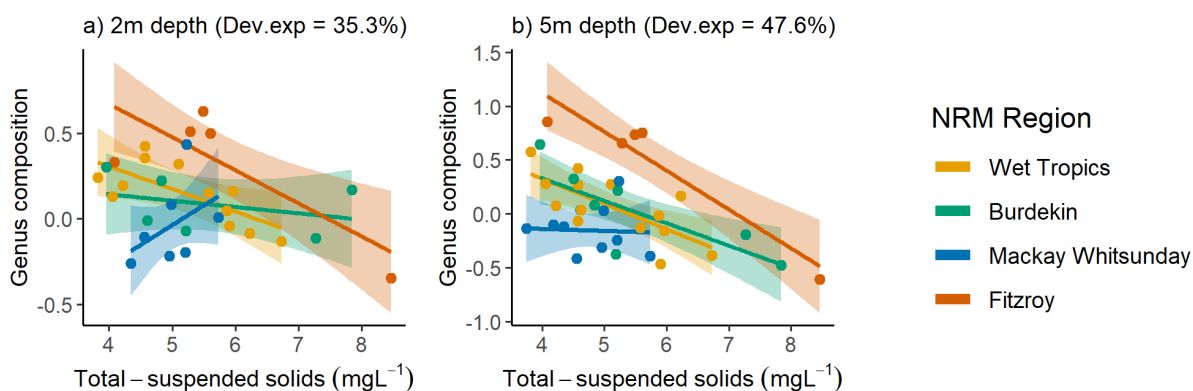 a) 2m depth (Dev.exp = 35.3%)
Genus composition
0.5
0.0
-0.5
4 5 6 7 8
Total − suspended solids (mgL⁻¹)
b) 5m depth (Dev.exp = 47.6%)
Genus composition
1.5
1.0
0.5
0.0
-0.5
-1.0
4 5 6 7 8
Total − suspended solids (mgL⁻¹)
NRM Region
Wet Tropics
Burdekin
Mackay Whitsunday
Fitzroy